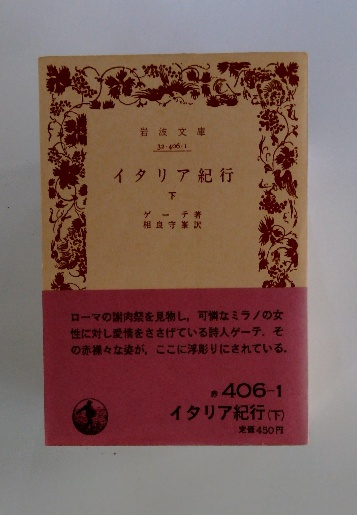 岩波文庫
32-406-1
イタリア紀行
下
ゲーテ著
相良守峯訳
ローマの謝肉祭を見物し，可憐なミラノの女
性に対し愛情をささげている詩人ゲーテ．そ
の赤裸々な姿が，ここに浮彫りにされている．
赤 406-1
イタリア紀行(下)
定価450円